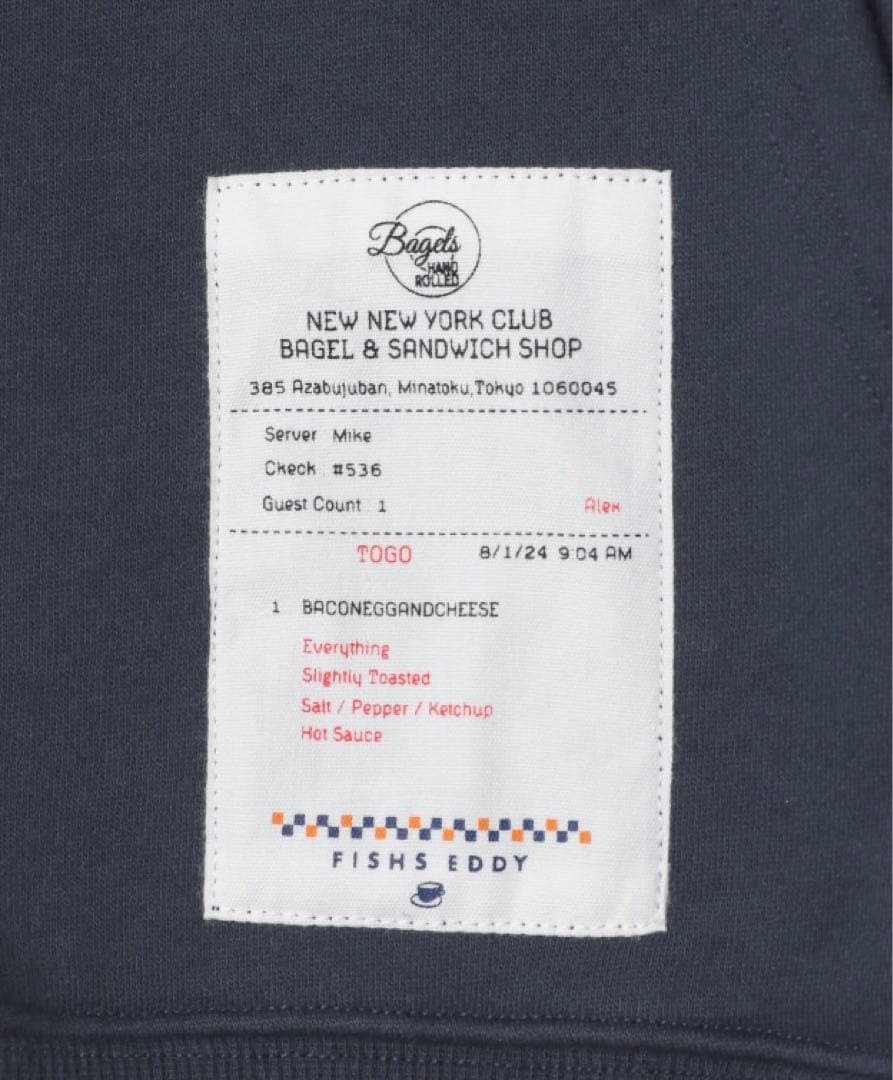 Bagels
HAND
ROLLED
NEW NEW YORK CLUB
BAGEL & SANDWICH SHOP
385 Azabujuban, Minatoku,Tokyo 1060045
Server Mike
Ckeck #536
Guest Count 1 Alex
TOGO 8/1/24 9:04 AM
1 BACONEGGANDCHEESE
Everything
Slightly Toasted
Salt / Pepper / Ketchup
Hot Sauce
FISHS EDDY